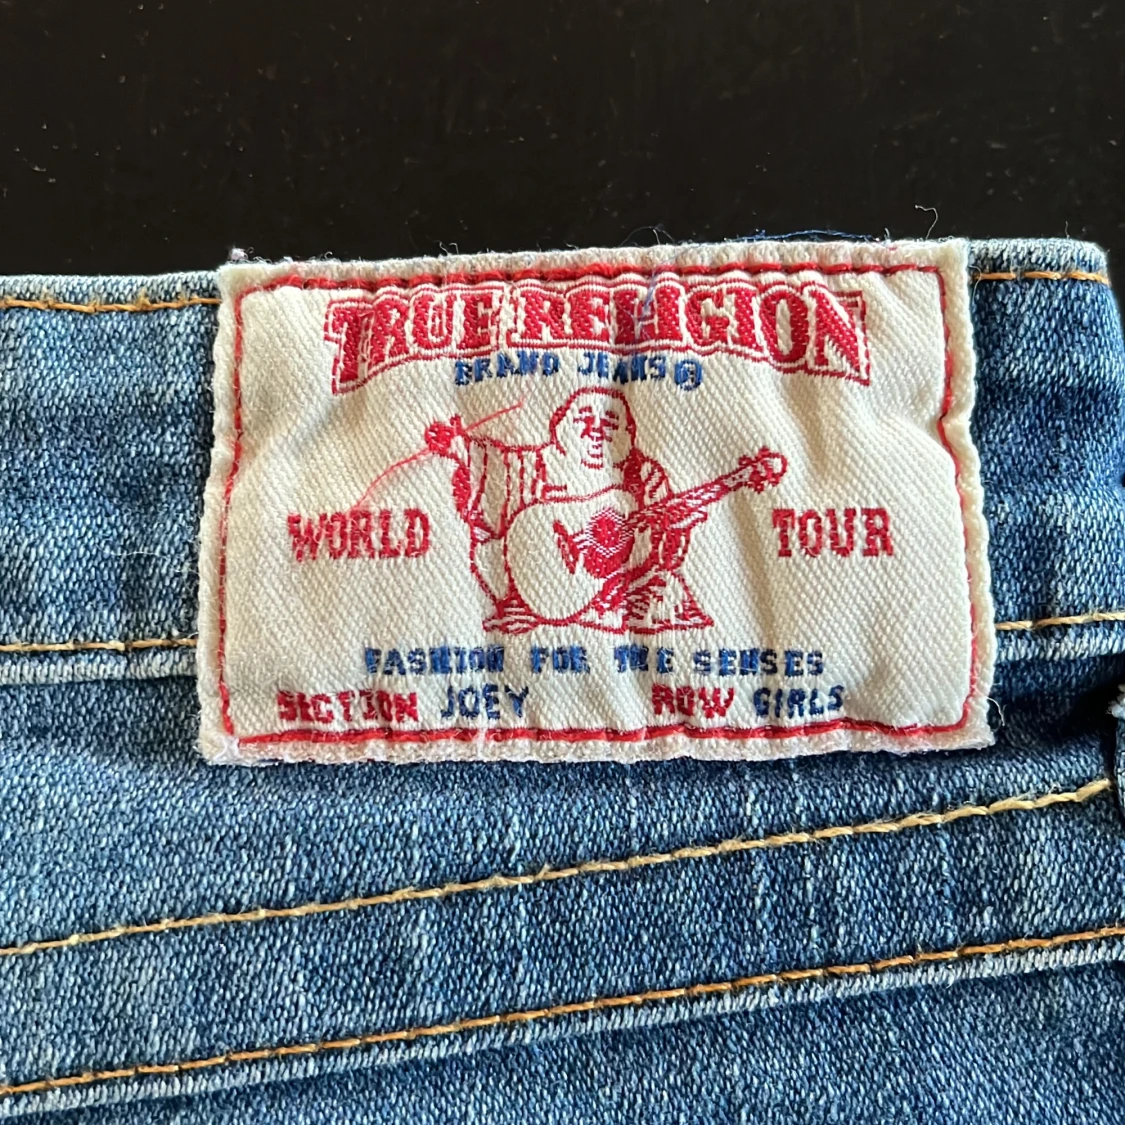 TRUE RELIGION
BRAND JEANS®
WORLD TOUR
FASHION FOR THE SENSES
SECTION JOEY ROW GIRLS